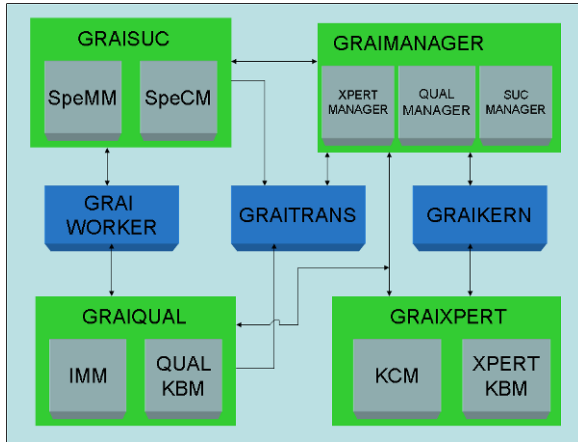 GRAISUC
SpeMM
SpeCM
GRAIMANAGER
XPERT
MANAGER
QUAL
MANAGER
SUC
MANAGER
GRAI
WORKER
GRAITRANS
GRAIKERN
GRAIQUAL
IMM
QUAL
KBM
GRAIXPERT
KCM
XPERT
KBM